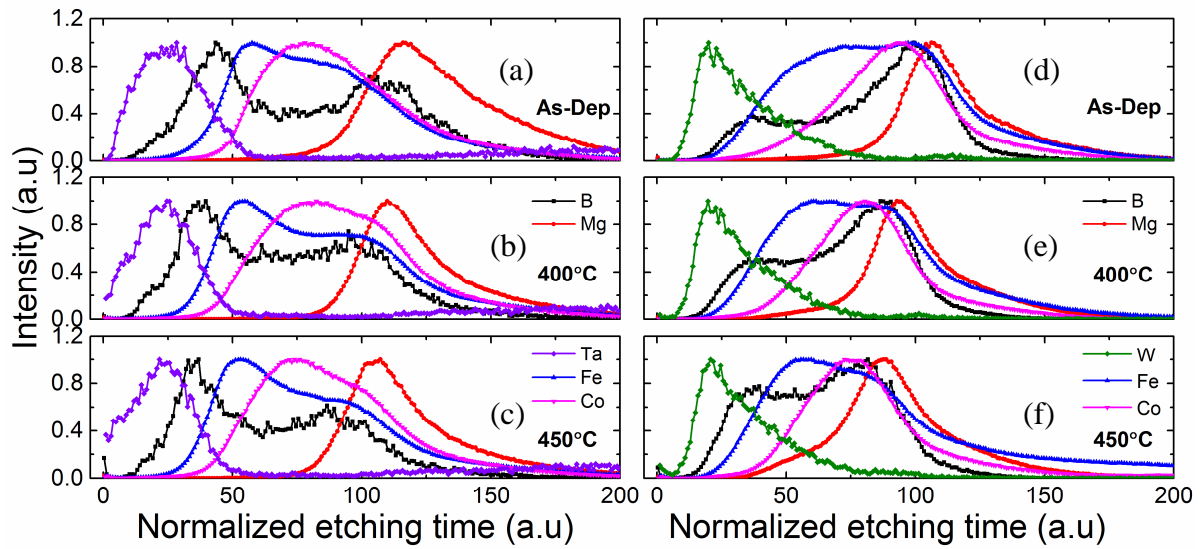 Intensity (a.u)
1.2
0.8
0.4
0.0
(a)
As-Dep
1.2
0.8
0.4
0.0
B
Mg
(b)
400°C
1.2
0.8
0.4
0.0
Ta
Fe
Co
(c)
450°C
0 50 100 150 200
Normalized etching time (a.u)
(d)
As-Dep
B
Mg
(e)
400°C
W
Fe
Co
(f)
450°C
0 50 100 150 200
Normalized etching time (a.u)